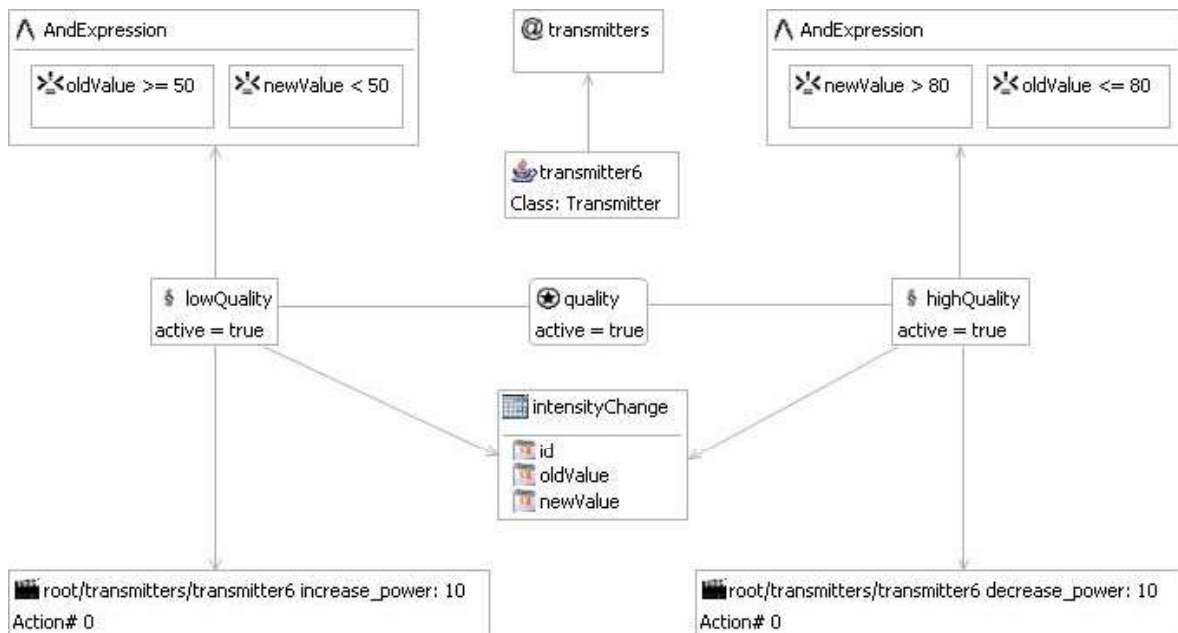 AndExpression
oldValue >= 50
newValue < 50
transmitters
AndExpression
newValue > 80
oldValue <= 80
transmitter6
Class: Transmitter
lowQuality
active = true
quality
active = true
highQuality
active = true
intensityChange
id
oldValue
newValue
root/transmitters/transmitter6 increase_power: 10
Action# 0
root/transmitters/transmitter6 decrease_power: 10
Action# 0